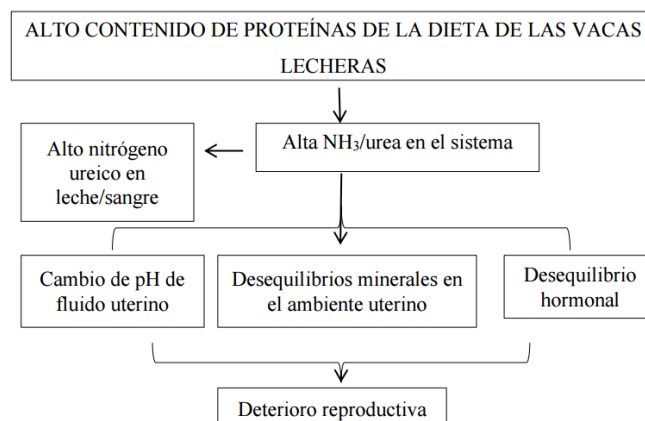 ALTO CONTENIDO DE PROTEÍNAS DE LA DIETA DE LAS VACAS
LECHERAS
Alto nitrógeno
ureico en
leche/sangre
Alta NH₃/urea en el sistema
Cambio de pH de
fluido uterino
Desequilibrios minerales en
el ambiente uterino
Desequilibrio
hormonal
Deterioro reproductiva